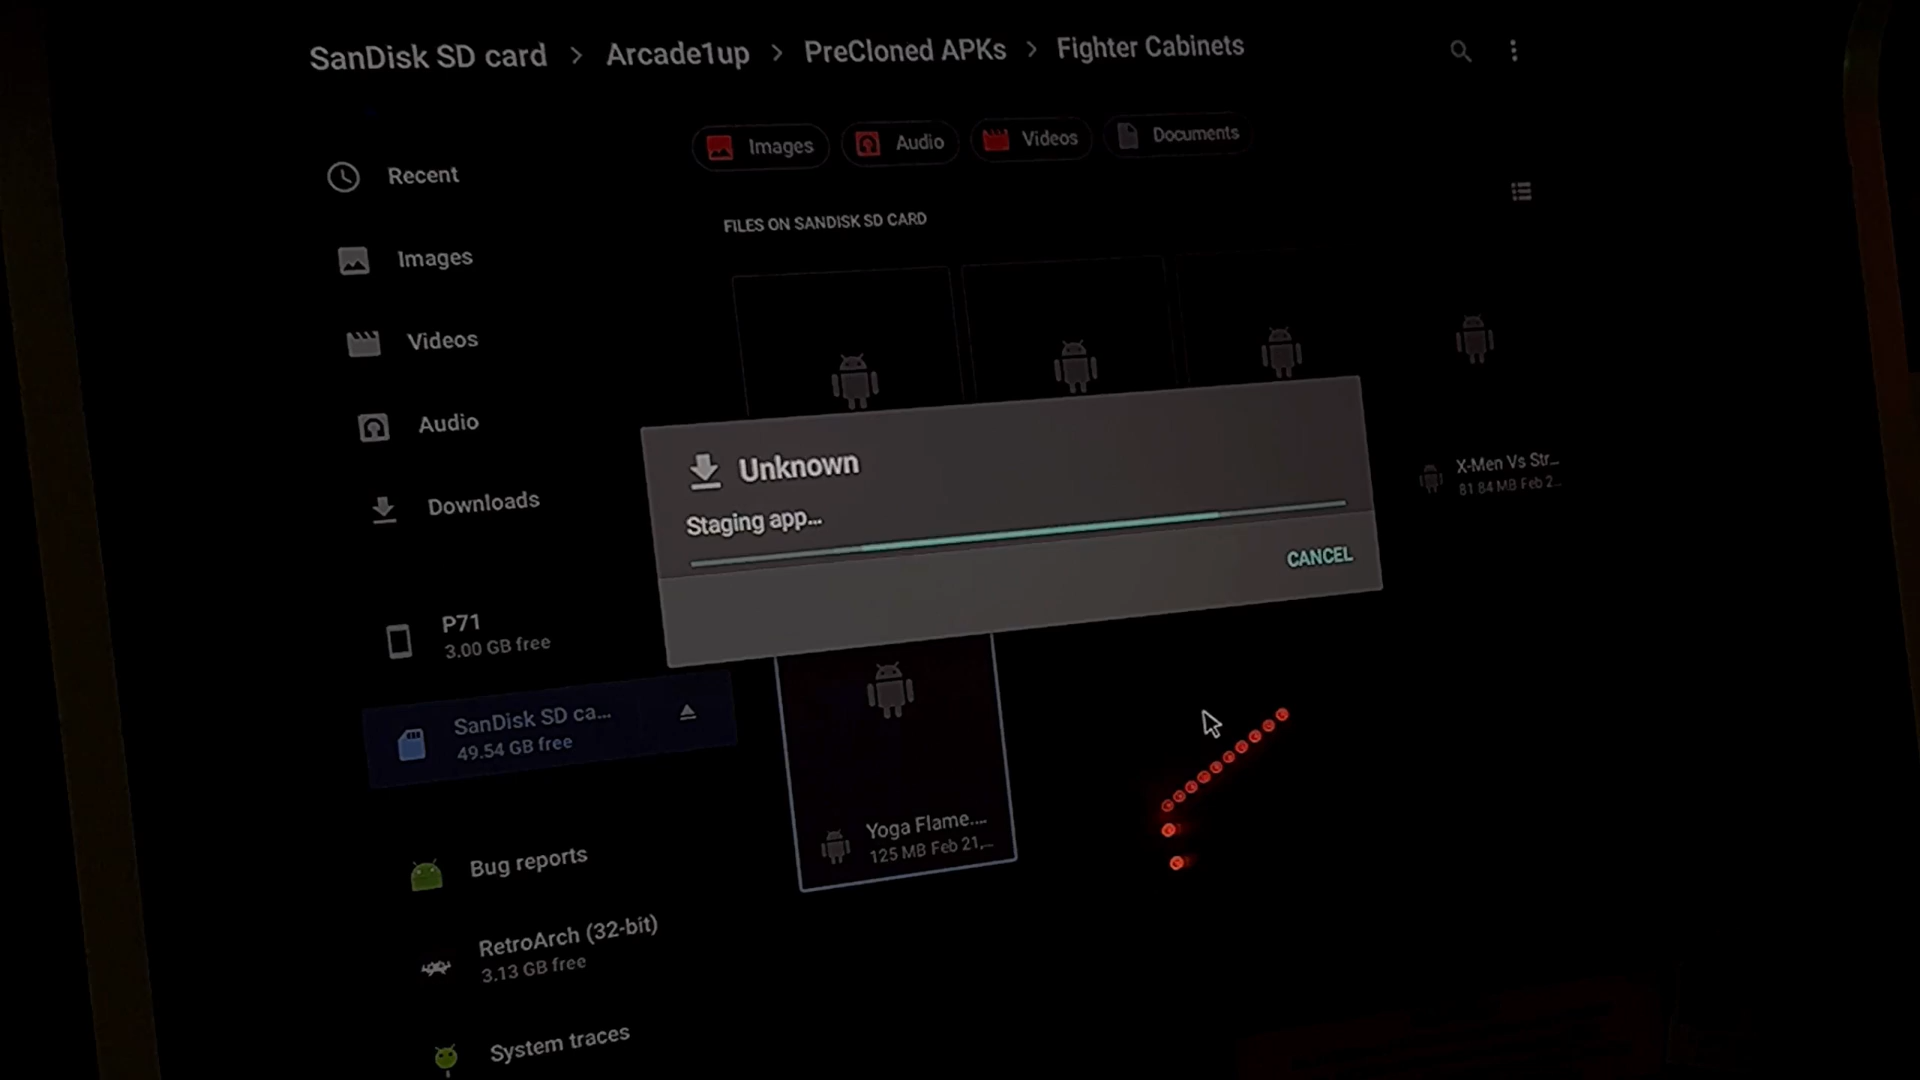 SanDisk SD card > Arcade1up > PreCloned APKs > Fighter Cabinets
Images
Audio
Videos
Documents
Recent
Images
Videos
Audio
Downloads
FILES ON SANDISK SD CARD
X-Men Vs Str...
81.84 MB Feb 2...
Unknown
Staging app...
CANCEL
P71
3.00 GB free
SanDisk SD ca...
49.54 GB free
Yoga Flame....
125 MB Feb 21,...
Bug reports
RetroArch (32-bit)
3.13 GB free
System traces